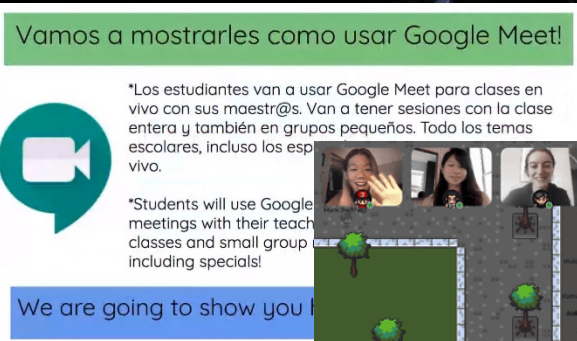 Vamos a mostrarles como usar Google Meet!
*Los estudiantes van a usar Google Meet para clases en
vivo con sus maestr@s. Van a tener sesiones con la clase
entera y también en grupos pequeños. Todo los temas
escolares, incluso los
vivo.
*Students will use Google
meetings with their
classes and small group
including specials!
We are going to show you